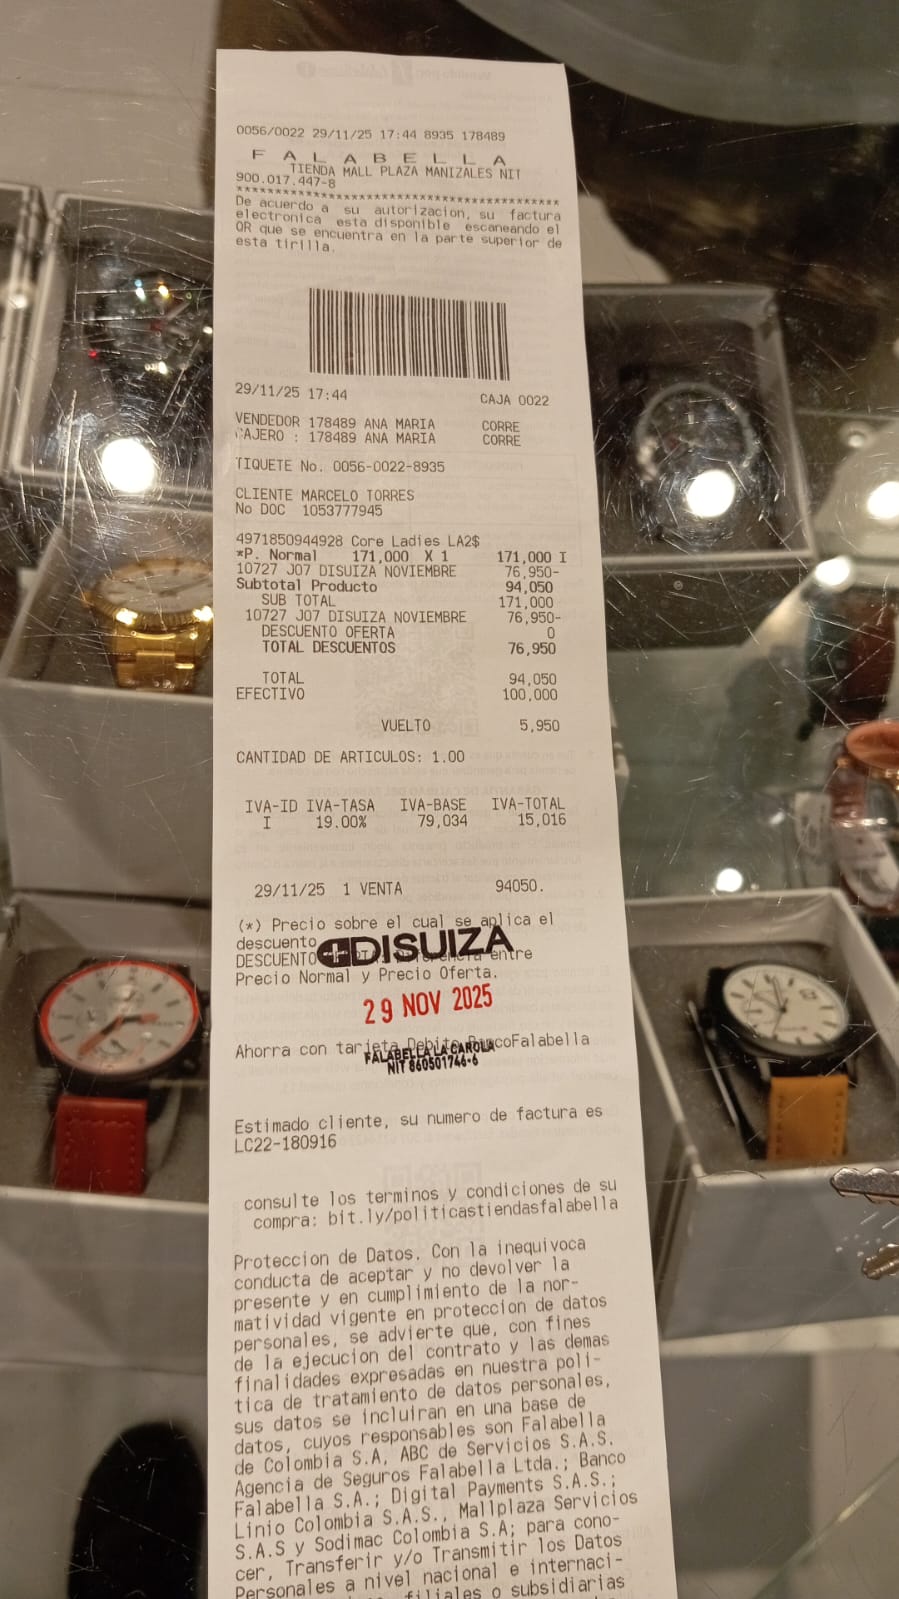 0056/0022 29/11/25 17:44 8935 178489
F A L A B E L L A
TIENDA MALL PLAZA MANIZALES NIT
900.017.447-8
******************************************
De acuerdo a su autorizacion, su factura
electronica esta disponible escaneando el
QR que se encuentra en la parte superior de
esta tirilla.
29/11/25 17:44 CAJA 0022
VENDEDOR 178489 ANA MARIA CORRE
CAJERO : 178489 ANA MARIA CORRE
TIQUETE No. 0056-0022-8935
CLIENTE MARCELO TORRES
No DOC 1053777945
4971850944928 Core Ladies LA2$
*P. Normal 171,000 X 1 171,000 I
10727 J07 DISUIZA NOVIEMBRE 76,950-
Subtotal Producto 94,050
SUB TOTAL 171,000
10727 J07 DISUIZA NOVIEMBRE 76,950-
DESCUENTO OFERTA 0
TOTAL DESCUENTOS 76,950
TOTAL 94,050
EFECTIVO 100,000
VUELTO 5,950
CANTIDAD DE ARTICULOS: 1.00
IVA-ID IVA-TASA IVA-BASE IVA-TOTAL
I 19.00% 79,034 15,016
29/11/25 1 VENTA 94050.
(*) Precio sobre el cual se aplica el
descuento
DISUIZA
DESCUENTO entre
Precio Normal y Precio Oferta.
29 NOV 2025
Ahorra con tarjeta Debito BancoFalabella
FALABELLA LA CAROLA
NIT 860501746-6
Estimado cliente, su numero de factura es
LC22-180916
consulte los terminos y condiciones de su
compra: bit.ly/politicastiendasfalabella
Proteccion de Datos. Con la inequivoca
conducta de aceptar y no devolver la
presente y en cumplimiento de la nor-
matividad vigente en proteccion de datos
personales, se advierte que, con fines
de la ejecucion del contrato y las demas
finalidades expresadas en nuestra poli-
tica de tratamiento de datos personales,
sus datos se incluiran en una base de
datos, cuyos responsables son Falabella
de Colombia S.A, ABC de Servicios S.A.S.
Agencia de Seguros Falabella Ltda.; Banco
Falabella S.A.; Digital Payments S.A.S.;
Linio Colombia S.A.S., Mallplaza Servicios
S.A.S y Sodimac Colombia S.A; para cono-
cer, Transferir y/o Transmitir los Datos
Personales a nivel nacional e internaci-
filiales o subsidiarias